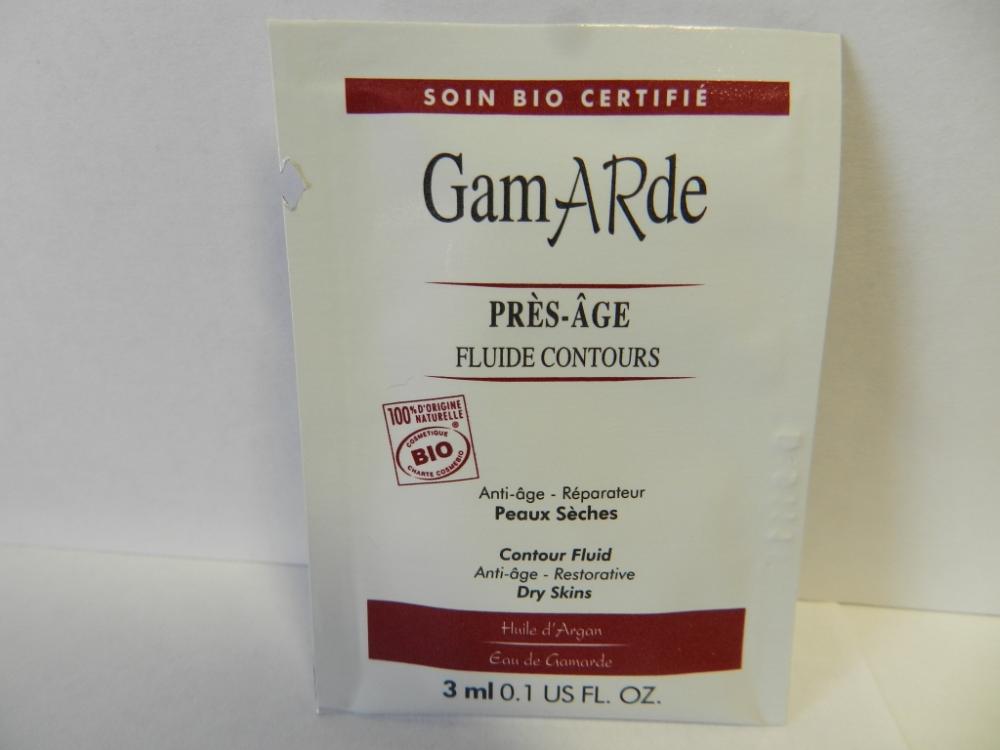 SOIN BIO CERTIFIÉ
GamARde
PRÈS-ÂGE
FLUIDE CONTOURS
100% D'ORIGINE
NATURELLE
®
COSMETIQUE
BIO
CHARTE COSMEBIO
Anti-âge - Réparateur
Peaux Sèches
Contour Fluid
Anti-âge - Restorative
Dry Skins
Huile d'Argan
Eau de Gamarde
3 ml 0.1 US FL. OZ.